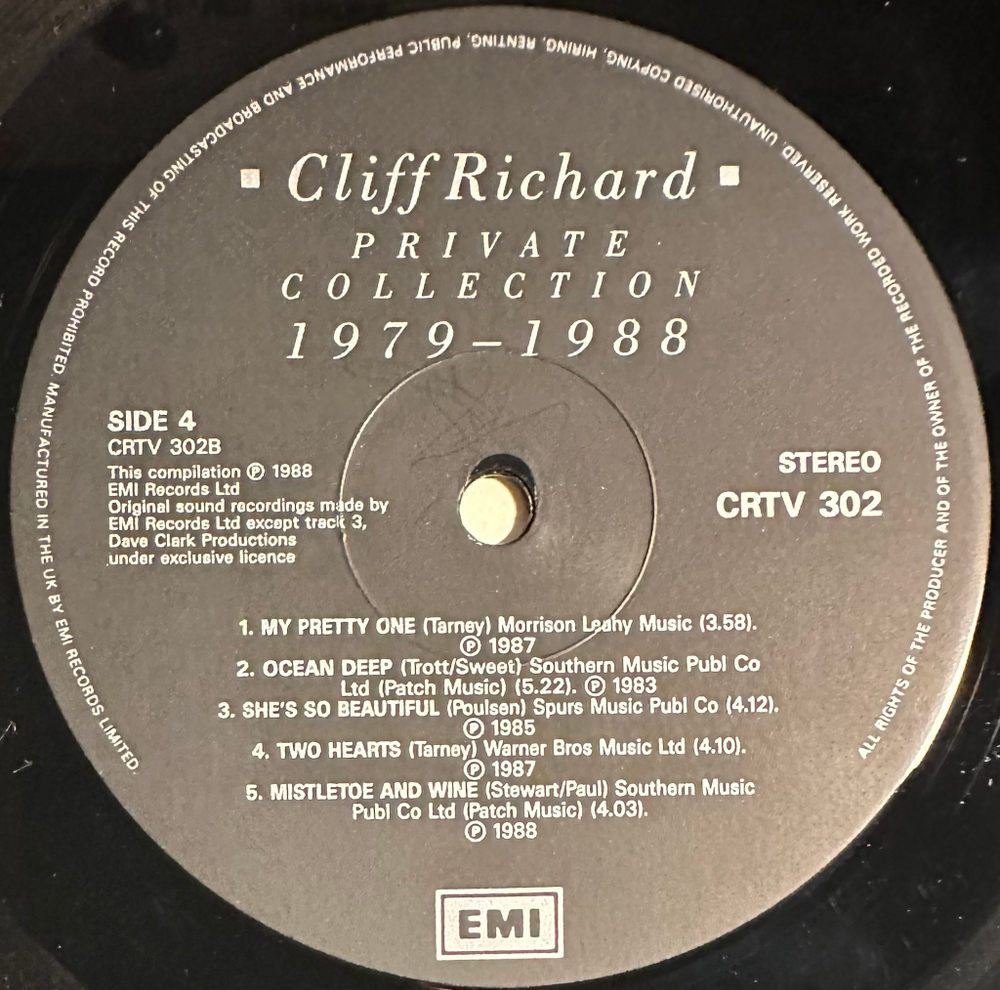 ALL RIGHTS OF THE PRODUCER AND OF THE OWNER OF THE RECORDED WORK RESERVED. UNAUTHORISED COPYING, HIRING, RENTING, PUBLIC PERFORMANCE AND BROADCASTING OF THIS RECORD PROHIBITED. MANUFACTURED IN THE UK BY EMI RECORDS LIMITED.
Cliff Richard
PRIVATE
COLLECTION
1979–1988
SIDE 4
CRTV 302B
This compilation ℗ 1988
EMI Records Ltd
Original sound recordings made by
EMI Records Ltd except track 3,
Dave Clark Productions
under exclusive licence
STEREO
CRTV 302
1. MY PRETTY ONE (Tarney) Morrison Leahy Music (3.58).
℗ 1987
2. OCEAN DEEP (Trott/Sweet) Southern Music Publ Co
Ltd (Patch Music) (5.22). ℗ 1983
3. SHE'S SO BEAUTIFUL (Poulsen) Spurs Music Publ Co (4.12).
℗ 1985
4. TWO HEARTS (Tarney) Warner Bros Music Ltd (4.10).
℗ 1987
5. MISTLETOE AND WINE (Stewart/Paul) Southern Music
Publ Co Ltd (Patch Music) (4.03).
℗ 1988
EMI